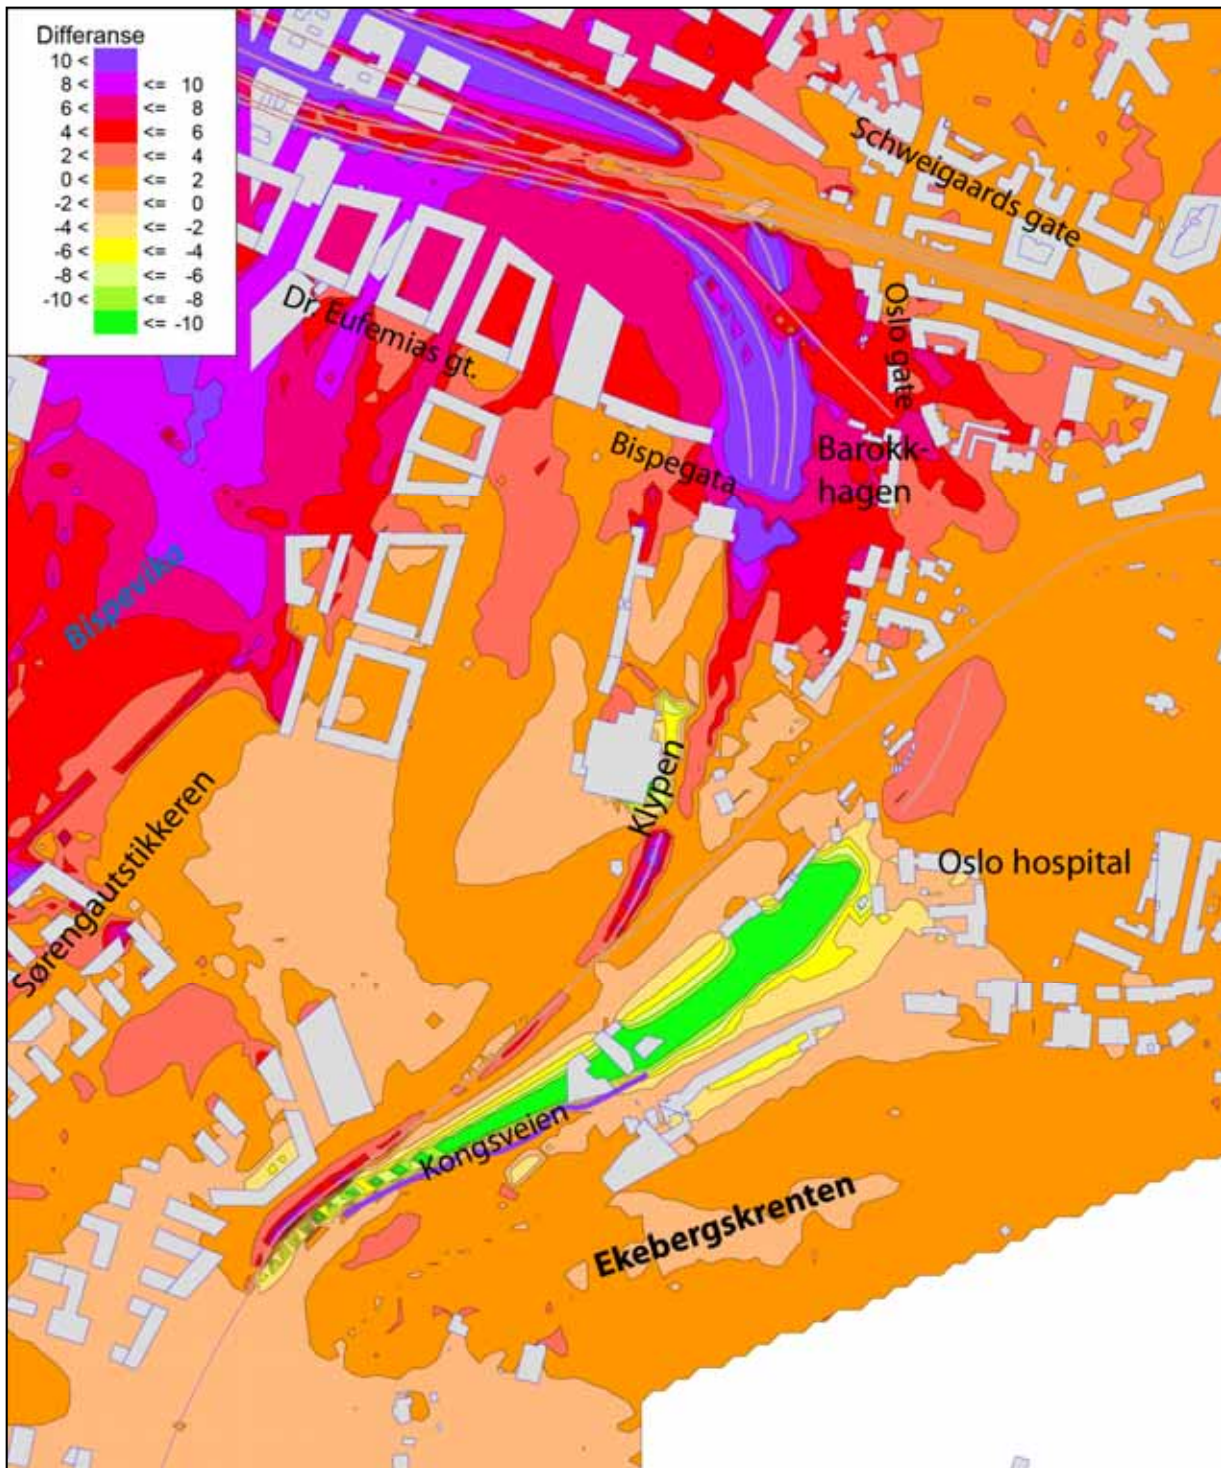 Differanse
10 <
8 < <= 10
6 < <= 8
4 < <= 6
2 < <= 4
0 < <= 2
-2 < <= 0
-4 < <= -2
-6 < <= -4
-8 < <= -6
-10 < <= -8
<= -10
Schweigaards gate
Dr. Eufemias gt.
Oslo gate
Bispegata
Barokk-
hagen
Bispevika
Klypen
Sørengautstikkeren
Oslo hospital
Kongsveien
Ekebergskrenten